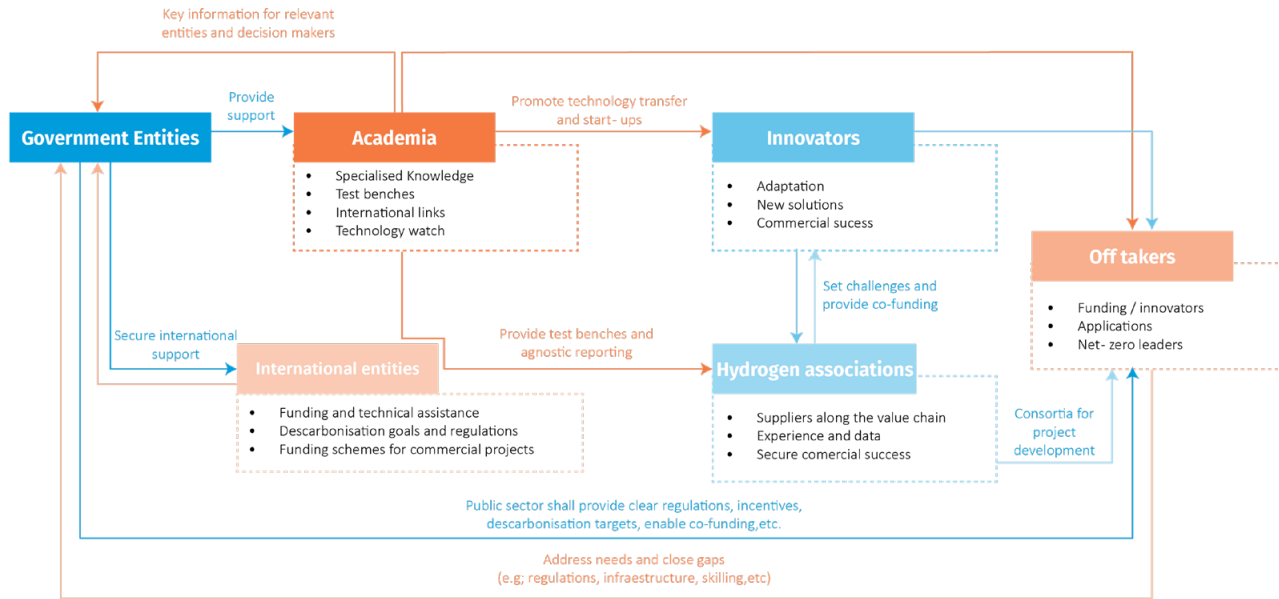 Key information for relevant
entities and decision makers
Provide
support
Promote technology transfer
and start- ups
Government Entities
Academia
Innovators
• Specialised Knowledge
• Test benches
• International links
• Technology watch
• Adaptation
• New solutions
• Commercial sucess
Off takers
• Funding / innovators
• Applications
• Net- zero leaders
Set challenges and
provide co-funding
Secure international
support
Provide test benches and
agnostic reporting
International entities
Hydrogen associations
• Funding and technical assistance
• Descarbonisation goals and regulations
• Funding schemes for commercial projects
• Suppliers along the value chain
• Experience and data
• Secure comercial success
Consortia for
project
development
Public sector shall provide clear regulations, incentives,
descarbonisation targets, enable co-funding,etc.
Address needs and close gaps
(e.g; regulations, infraestructure, skilling,etc)